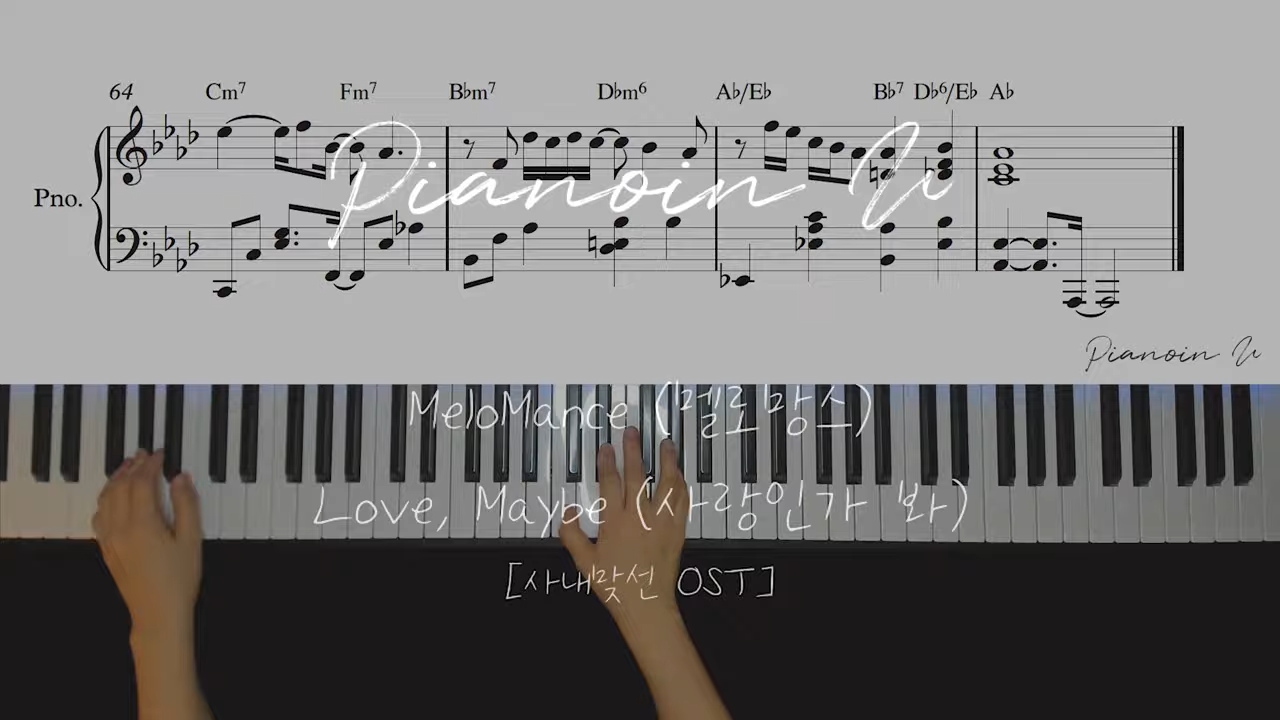 64 Cm7 Fm7 B♭m7 D♭m6 A♭/E♭ B♭7 D♭6/E♭ A♭
Pno.
Pianoin U
Pianoin U
MeloMance (멜로망스)
Love, Maybe (사랑인가 봐)
[사내맞선 OST]